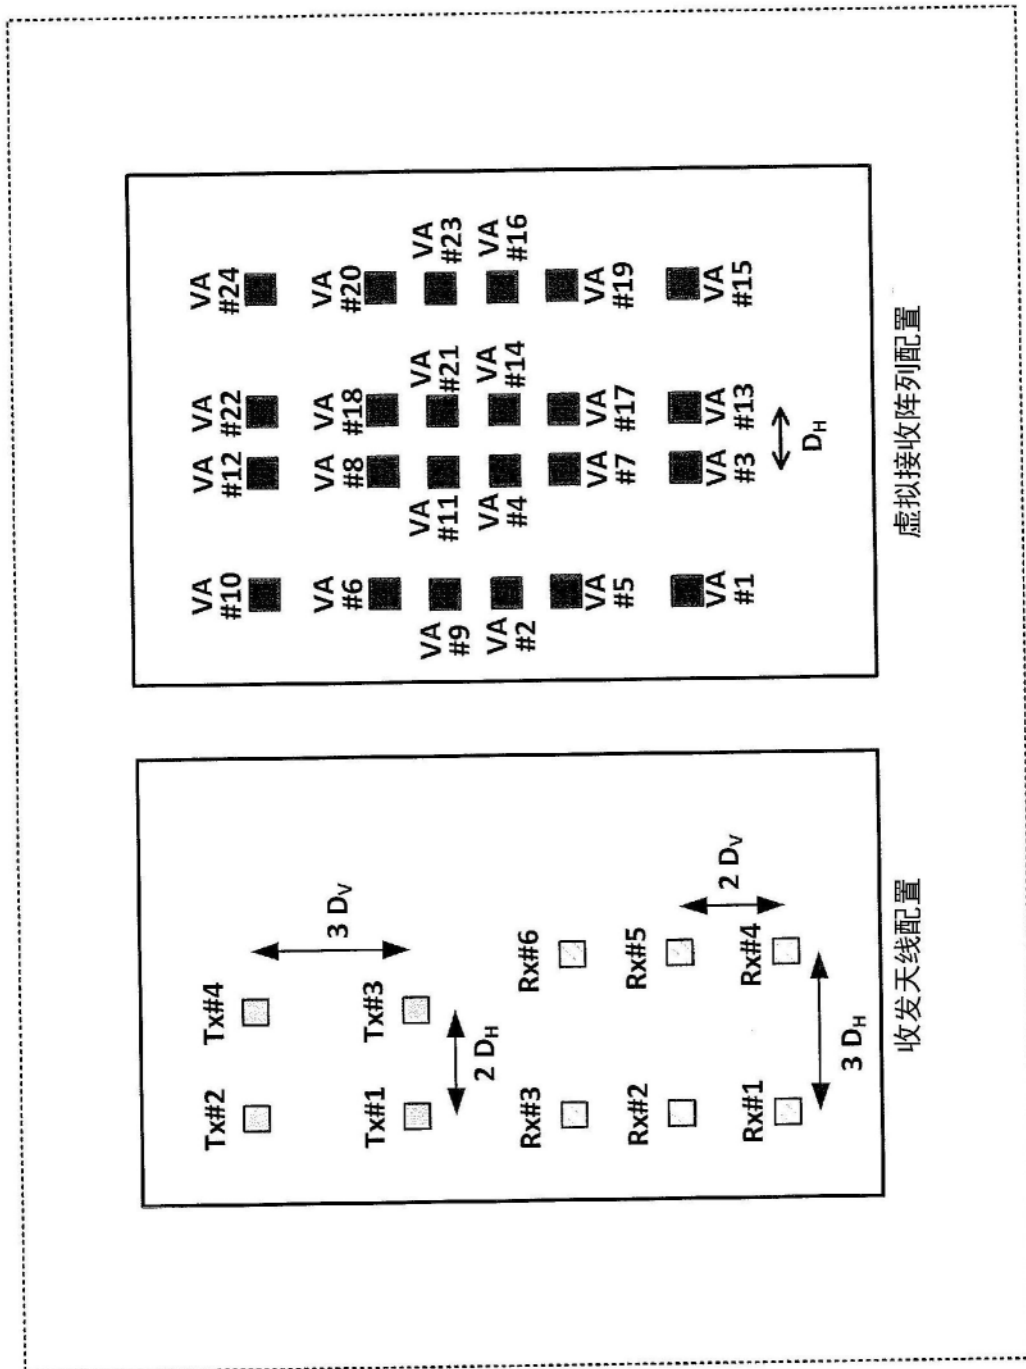 Tx#2
Tx#4
3 D_V
Tx#1
Tx#3
2 D_H
Rx#3
Rx#6
Rx#2
Rx#5
2 D_V
Rx#1
Rx#4
3 D_H
收发天线配置
VA
#10
VA
#12
VA
#22
VA
#24
VA
#6
VA
#8
VA
#18
VA
#20
VA
#9
VA
#11
VA
#21
VA
#23
VA
#2
VA
#4
VA
#14
VA
#16
VA
#5
VA
#7
VA
#17
VA
#19
VA
#1
VA
#3
VA
#13
VA
#15
D_H
虚拟接收阵列配置